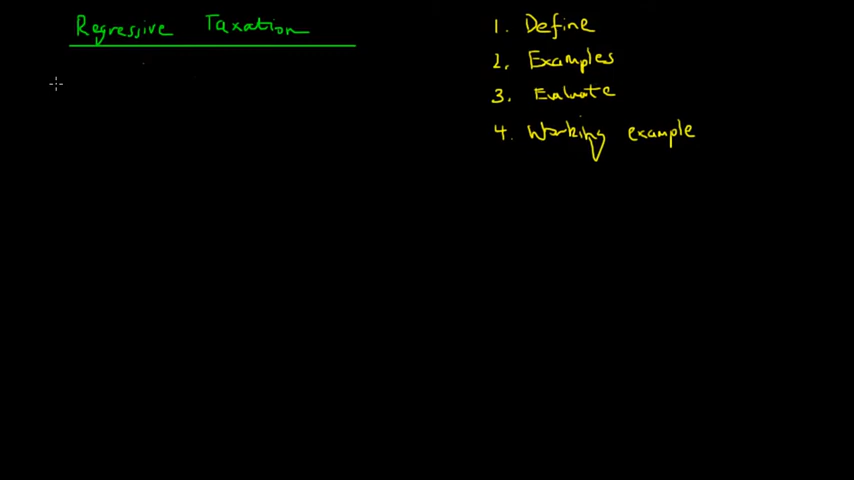 Regressive Taxation
1. Define
2. Examples
3. Evaluate
4. Working example